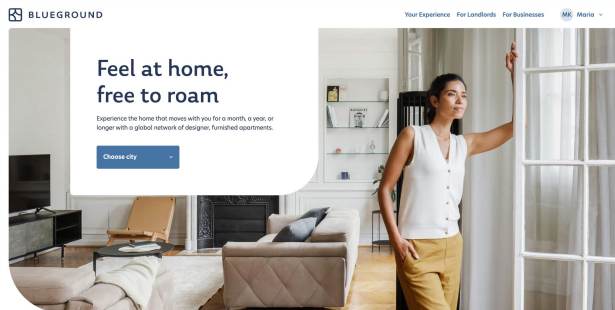 BLUEGROUND
Your Experience For Landlords For Businesses MK Maria
Feel at home,
free to roam
Experience the home that moves with you for a month, a year, or
longer with a global network of designer, furnished apartments.
Choose city